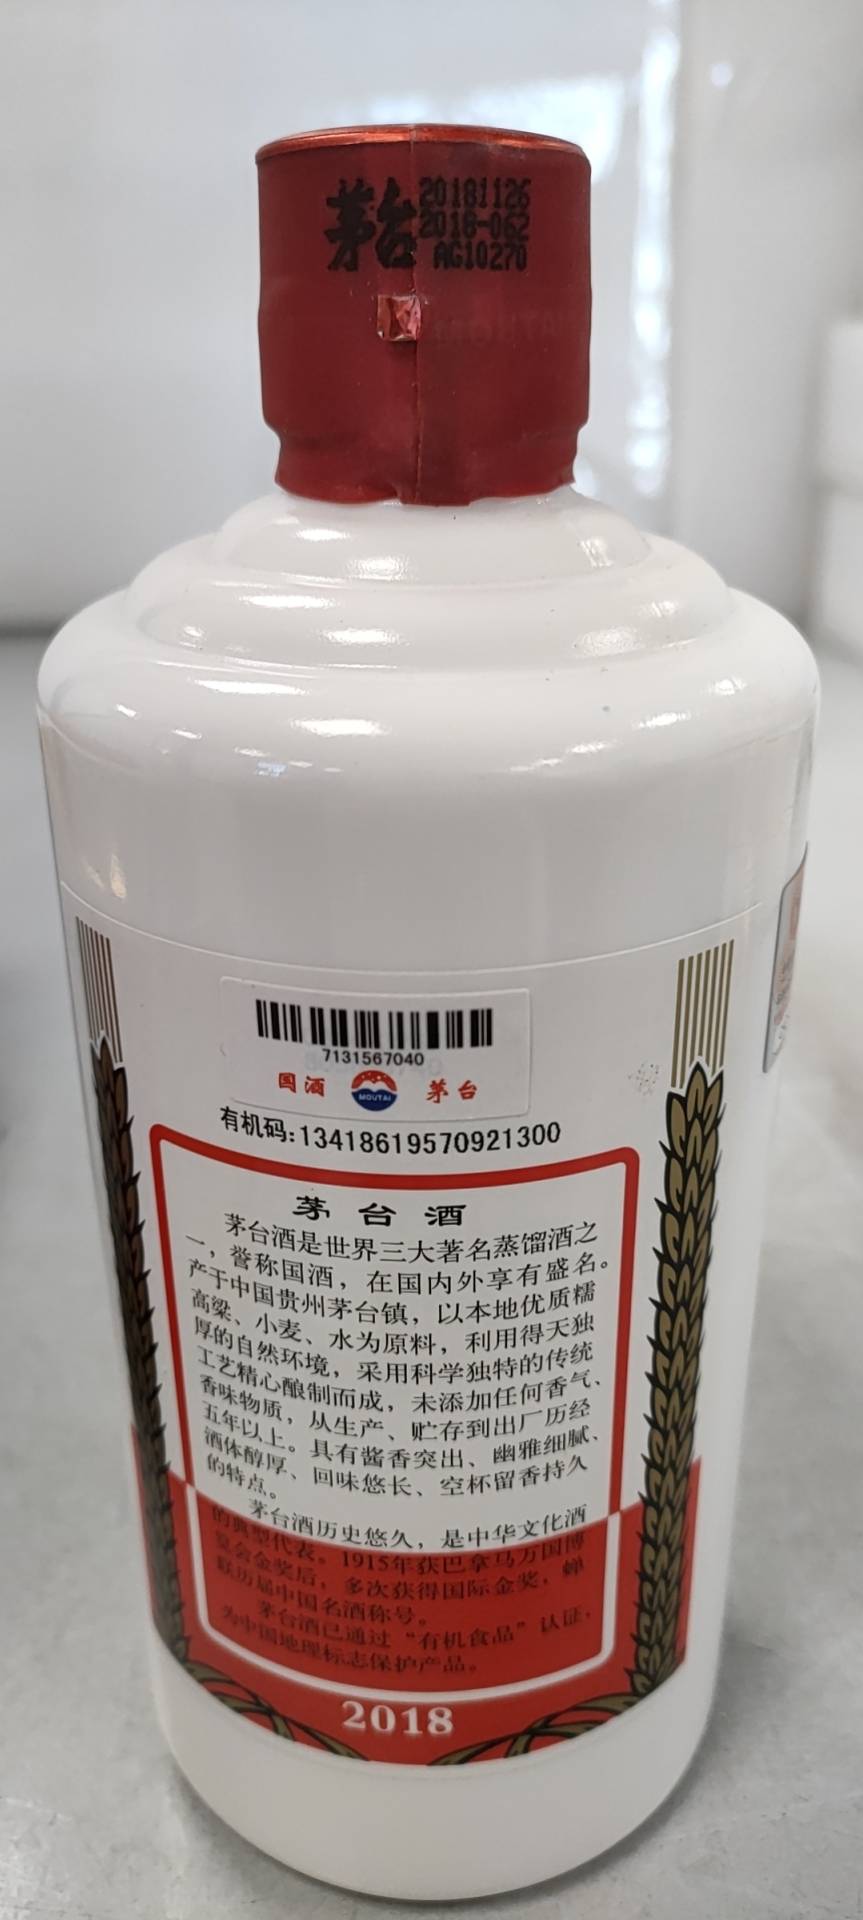 茅台
20181126
2018-062
AG10270
7131567040
国酒 MOUTAI 茅台
有机码:13418619570921300
茅台酒
茅台酒是世界三大著名蒸馏酒之
一，誉称国酒，在国内外享有盛名。
产于中国贵州茅台镇，以本地优质糯
高粱、小麦、水为原料，利用得天独
厚的自然环境，采用科学独特的传统
工艺精心酿制而成，未添加任何香气、
香味物质，从生产、贮存到出厂历经
五年以上。具有酱香突出、幽雅细腻、
酒体醇厚、回味悠长、空杯留香持久
的特点。
茅台酒历史悠久，是中华文化酒
的典型代表。1915年获巴拿马万国博
览会金奖后，多次获得国际金奖，蝉
联历届中国名酒称号。
茅台酒已通过“有机食品”认证，
为中国地理标志保护产品。
2018